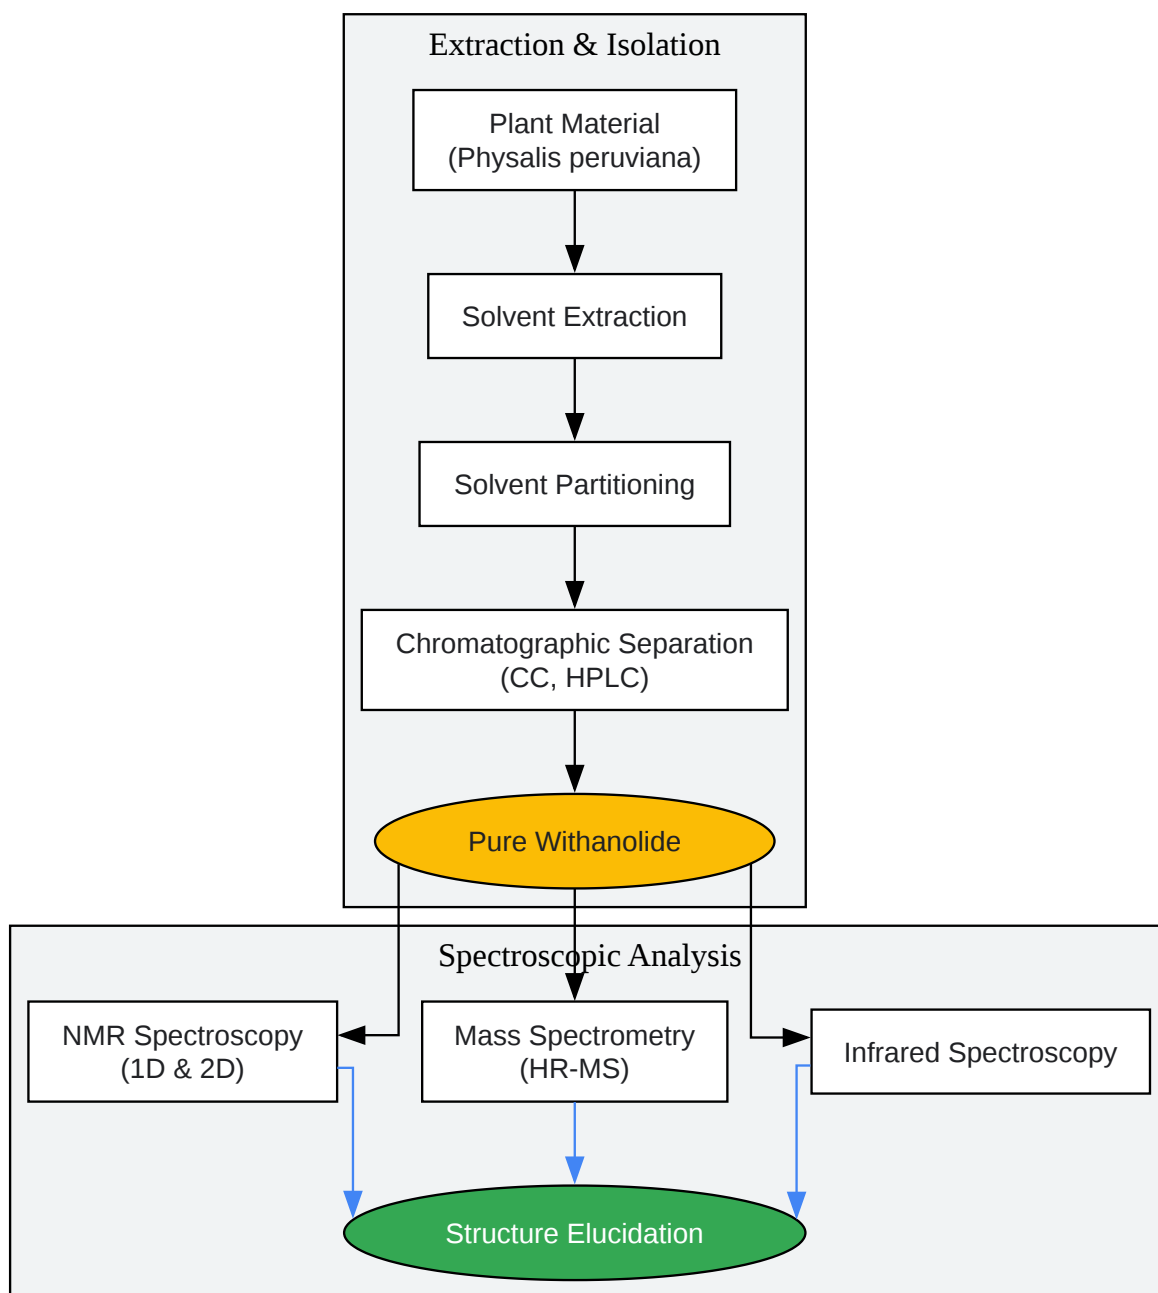 Extraction & Isolation
Plant Material
(Physalis peruviana)
Solvent Extraction
Solvent Partitioning
Chromatographic Separation
(CC, HPLC)
Pure Withanolide
Spectroscopic Analysis
NMR Spectroscopy
(1D & 2D)
Mass Spectrometry
(HR-MS)
Infrared Spectroscopy
Structure Elucidation